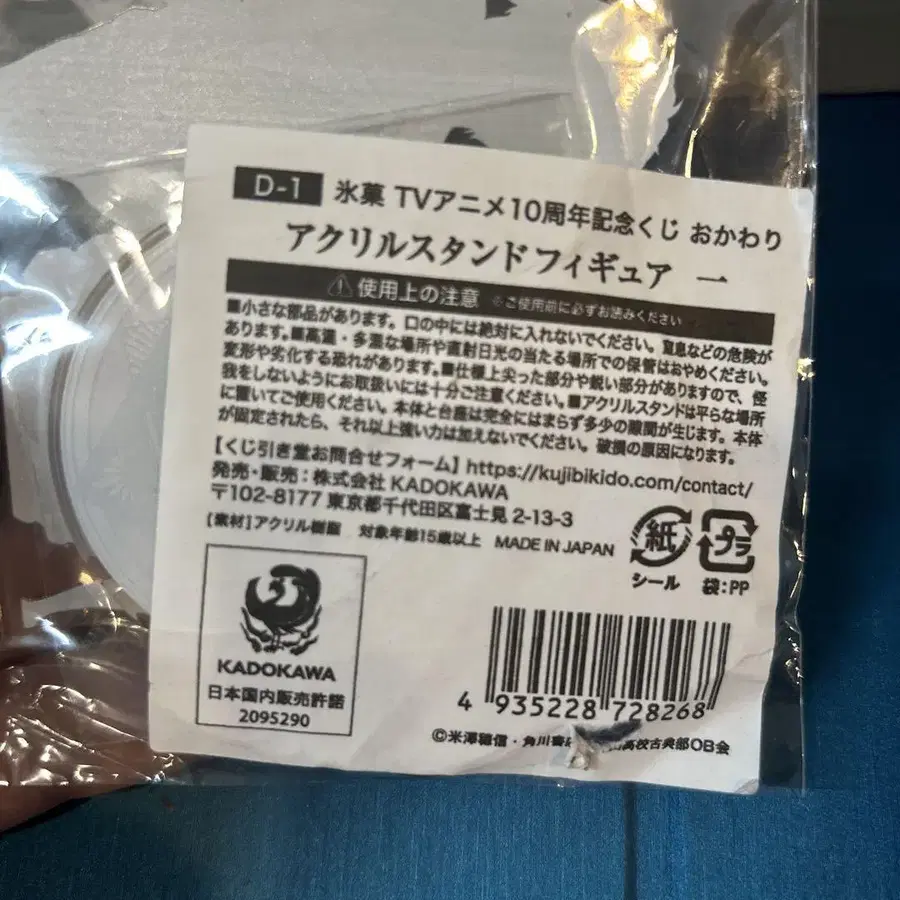 D-1 氷菓 TVアニメ10周年記念くじ おかわり
アクリルスタンドフィギュア 一
使用上の注意 ※ご使用前に必ずお読みください
■小さな部品があります。口の中には絶対に入れないでください。窒息などの危険が
あります。■高温・多湿な場所や直射日光の当たる場所での保管はおやめください。
変形や劣化する恐れがあります。■仕様上尖った部分や鋭い部分がありますので、怪
我をしないようにお取扱いには十分ご注意ください。■アクリルスタンドは平らな場所
に置いてご使用ください。本体と台座は完全にはまらず多少の隙間が生じます。本体
が固定されたら、それ以上強い力は加えないでください。破損の原因になります。
【くじ引き堂お問合せフォーム】https://kujibikido.com/contact/
発売・販売：株式会社 KADOKAWA
〒102-8177 東京都千代田区富士見 2-13-3
【素材】アクリル樹脂 対象年齢15歳以上 MADE IN JAPAN
紙 プラ
シール 袋:PP
KADOKAWA
日本国内販売許諾
2095290
4 935228 728268
©米澤穂信・角川書 高校古典部OB会